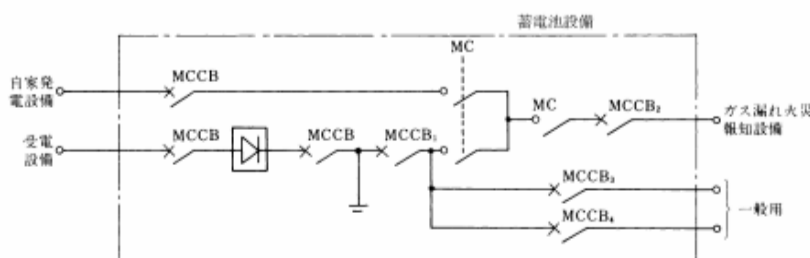 蓄電池設備
MC
自家発
電設備
MCCB
MC
MCCB₂
ガス漏れ火災
報知設備
受電
設備
MCCB
MCCB
MCCB₁
MCCB₃
MCCB₄
一般用